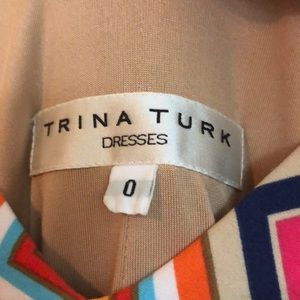 TRINA TURK
DRESSES
0